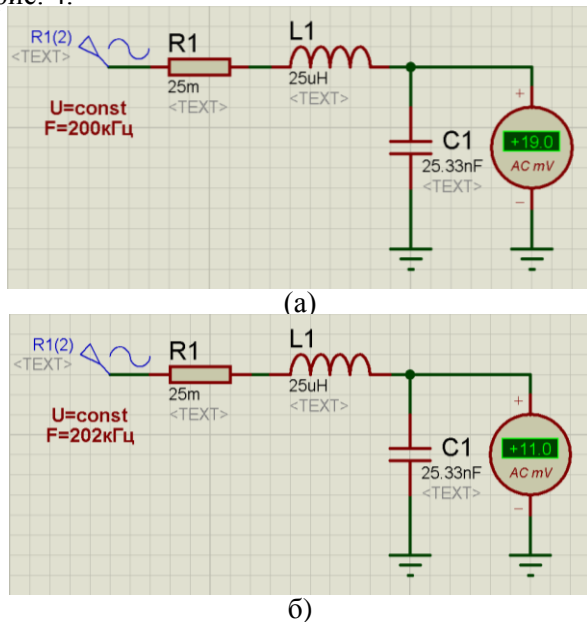 рис. 4.
R1(2)
<TEXT>
R1
25m
<TEXT>
L1
25uH
<TEXT>
U=const
F=200кГц
C1
25.33nF
<TEXT>
+19.0
AC mV
(а)
R1(2)
<TEXT>
R1
25m
<TEXT>
L1
25uH
<TEXT>
U=const
F=202кГц
C1
25.33nF
<TEXT>
+11.0
AC mV
б)